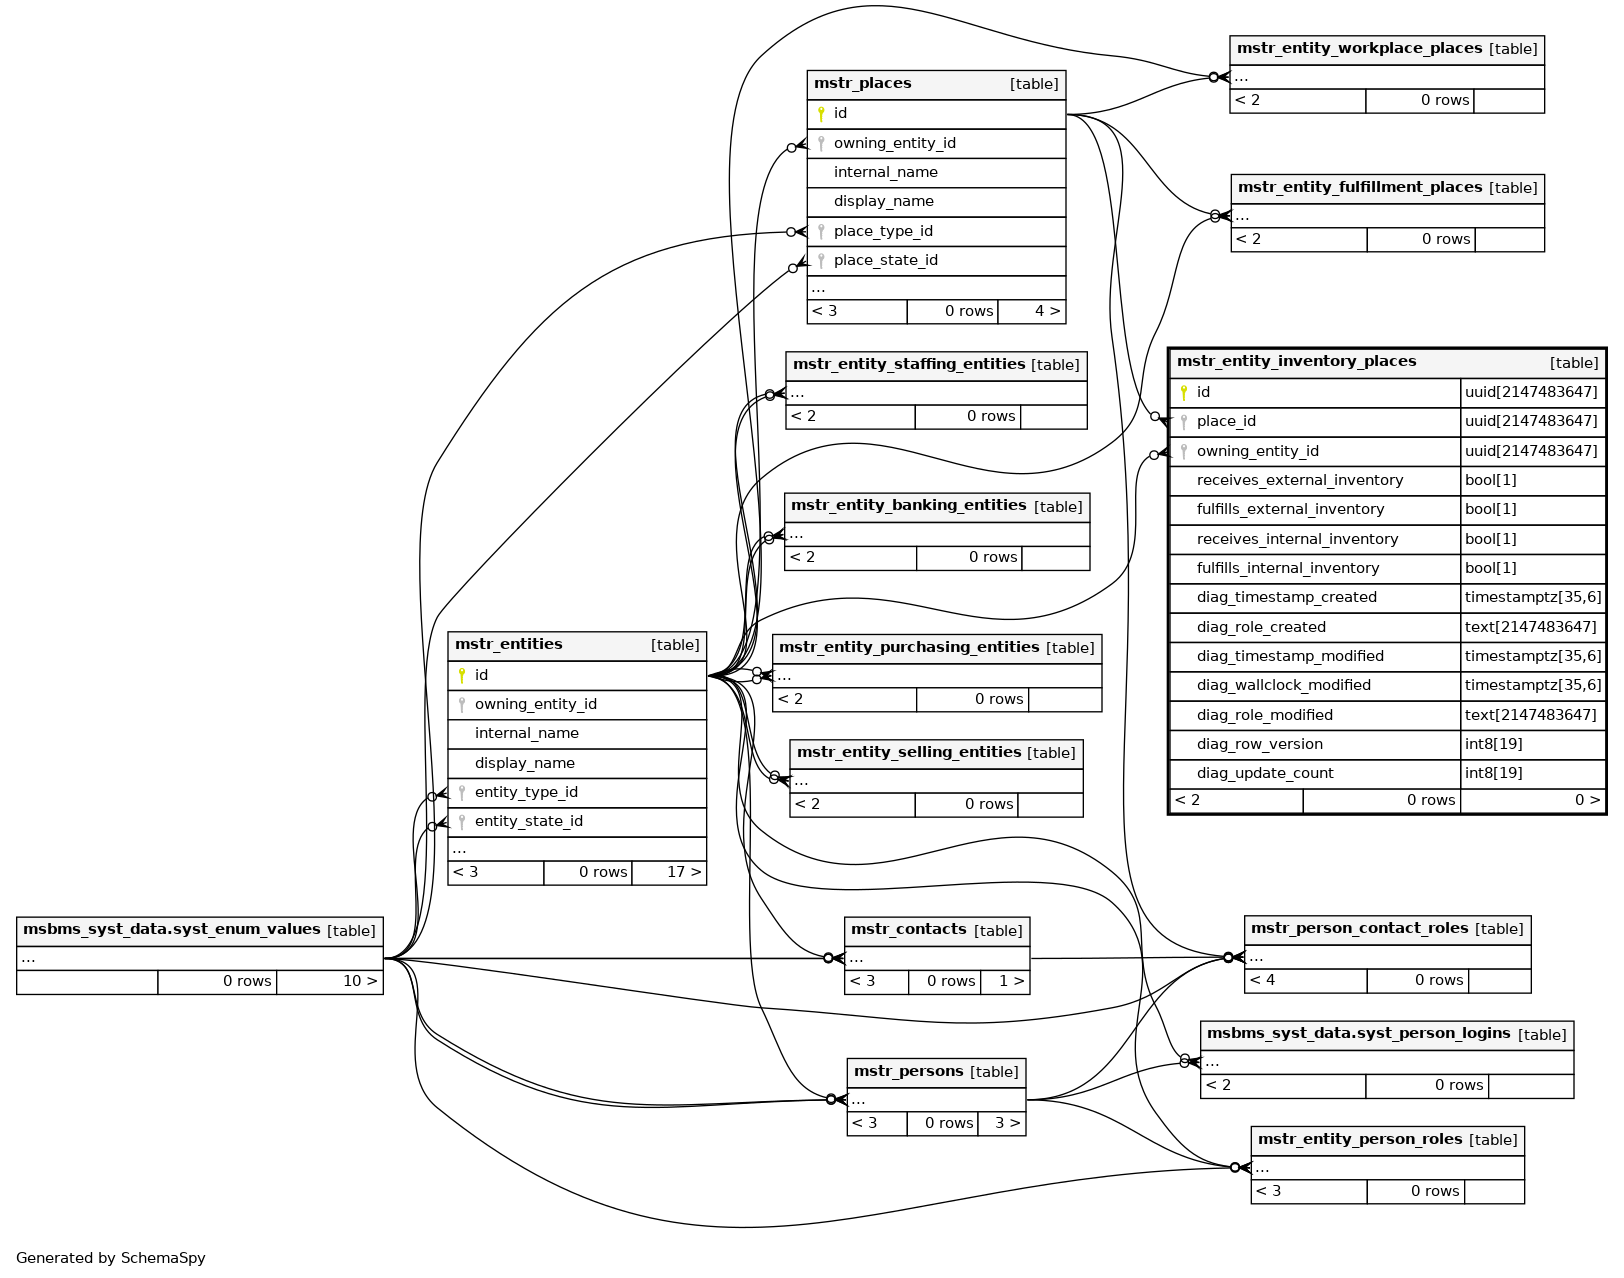 mstr_entity_workplace_places [table]
...
< 2 0 rows
mstr_places [table]
id
owning_entity_id
internal_name
display_name
place_type_id
place_state_id
...
< 3 0 rows 4 >
mstr_entity_fulfillment_places [table]
...
< 2 0 rows
mstr_entity_staffing_entities [table]
...
< 2 0 rows
mstr_entity_inventory_places [table]
id uuid[2147483647]
place_id uuid[2147483647]
owning_entity_id uuid[2147483647]
receives_external_inventory bool[1]
fulfills_external_inventory bool[1]
receives_internal_inventory bool[1]
fulfills_internal_inventory bool[1]
diag_timestamp_created timestamptz[35,6]
diag_role_created text[2147483647]
diag_timestamp_modified timestamptz[35,6]
diag_wallclock_modified timestamptz[35,6]
diag_role_modified text[2147483647]
diag_row_version int8[19]
diag_update_count int8[19]
< 2 0 rows 0 >
mstr_entity_banking_entities [table]
...
< 2 0 rows
mstr_entities [table]
id
owning_entity_id
internal_name
display_name
entity_type_id
entity_state_id
...
< 3 0 rows 17 >
mstr_entity_purchasing_entities [table]
...
< 2 0 rows
mstr_entity_selling_entities [table]
...
< 2 0 rows
msbms_syst_data.syst_enum_values [table]
...
0 rows 10 >
mstr_contacts [table]
...
< 3 0 rows 1 >
mstr_person_contact_roles [table]
...
< 4 0 rows
msbms_syst_data.syst_person_logins [table]
...
< 2 0 rows
mstr_persons [table]
...
< 3 0 rows 3 >
mstr_entity_person_roles [table]
...
< 3 0 rows
Generated by SchemaSpy